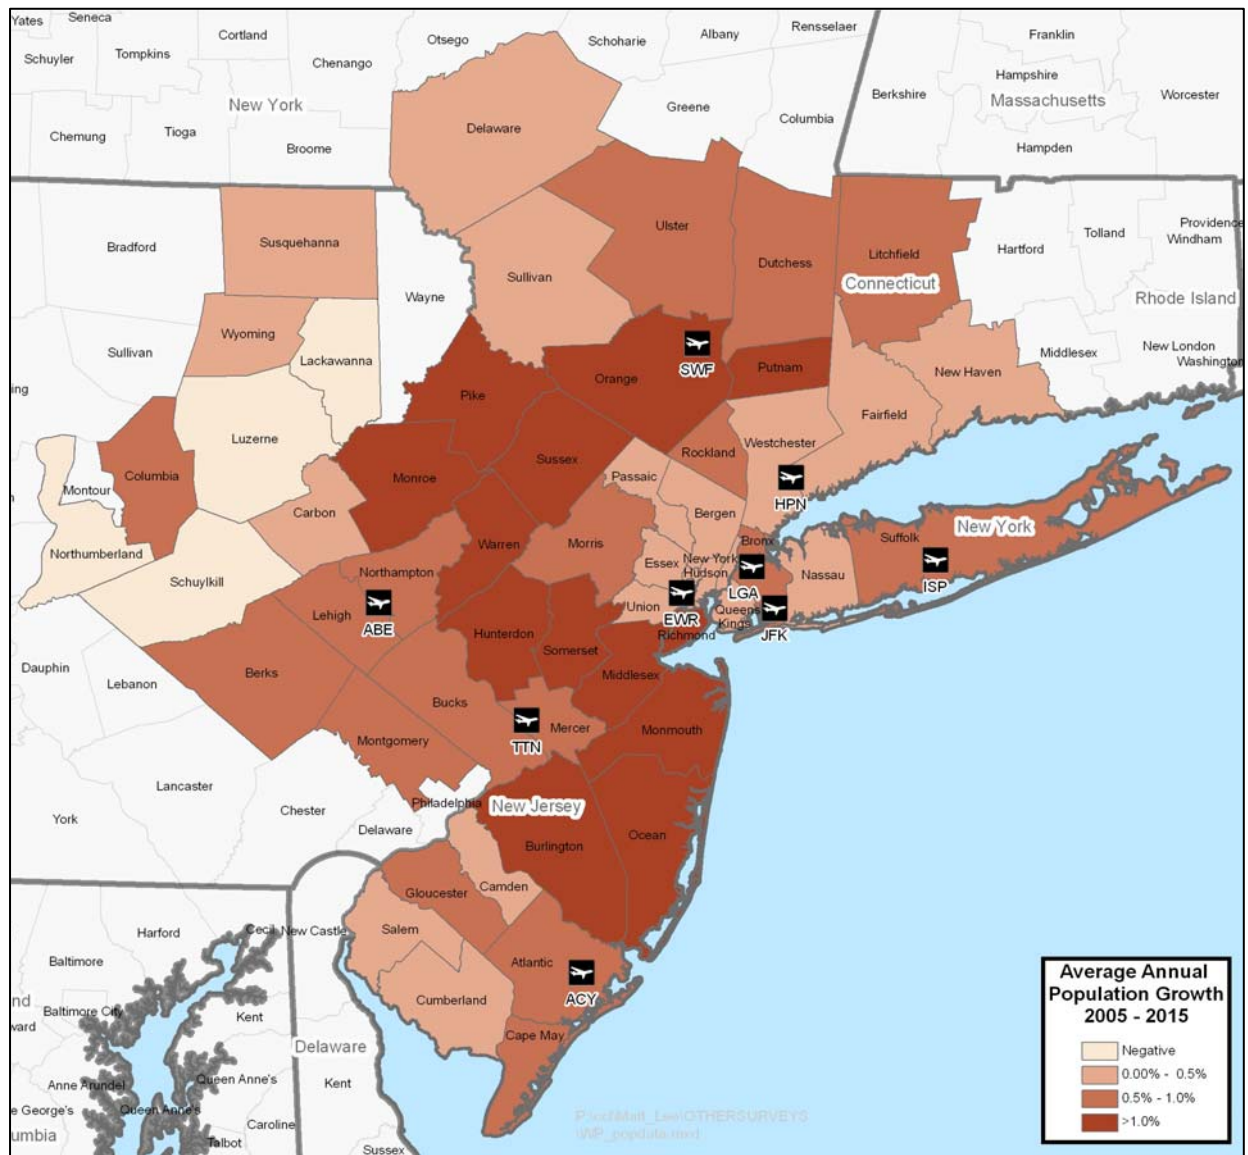 Yates
Seneca
Cortland
Otsego
Schoharie
Albany
Rensselaer
Franklin
Schuyler
Tompkins
Chenango
Hampshire
New York
Massachusetts
Berkshire
Worcester
Greene
Delaware
Columbia
Chemung
Tioga
Broome
Hampden
Ulster
Providence
Windham
Bradford
Susquehanna
Tolland
Hartford
Litchfield
Dutchess
Sullivan
Connecticut
Wayne
Rhode Island
Wyoming
Lackawanna
Sullivan
New London
Washington
Middlesex
SWF
Putnam
New Haven
Orange
ing
Pike
Fairfield
Luzerne
Westchester
Rockland
Sussex
Passaic
Columbia
Monroe
Montour
HPN
Carbon
Bergen
New York
Suffolk
Northumberland
Warren
Morris
Bronx
Essex
New York
Hudson
Nassau
Schuylkill
Northampton
ISP
LGA
Lehigh
Union
EWR
Queens
Kings
JFK
ABE
Hunterdon
Richmond
Somerset
Dauphin
Lebanon
Berks
Middlesex
Bucks
Mercer
Monmouth
TTN
Montgomery
Lancaster
Philadelphia
New Jersey
Chester
York
Delaware
Ocean
Burlington
Camden
Gloucester
Harford
Cecil
New Castle
Salem
Baltimore
Atlantic
ACY
nd
Cumberland
Baltimore City
ward
Kent
Cape May
Delaware
Anne Arundel
Queen Anne's
Kent
e George's
Queen Anne's
Caroline
umbia
Talbot
Sussex
Average Annual
Population Growth
2005 - 2015
Negative
0.00% - 0.5%
0.5% - 1.0%
>1.0%